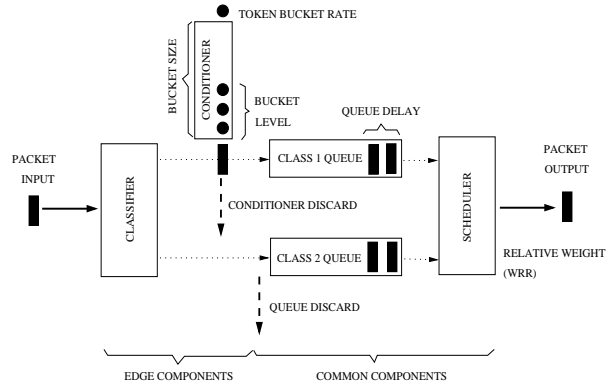 TOKEN BUCKET RATE
BUCKET SIZE
CONDITIONER
BUCKET
LEVEL
QUEUE DELAY
PACKET
INPUT
CLASSIFIER
CLASS 1 QUEUE
SCHEDULER
PACKET
OUTPUT
CONDITIONER DISCARD
CLASS 2 QUEUE
RELATIVE WEIGHT
(WRR)
QUEUE DISCARD
EDGE COMPONENTS
COMMON COMPONENTS